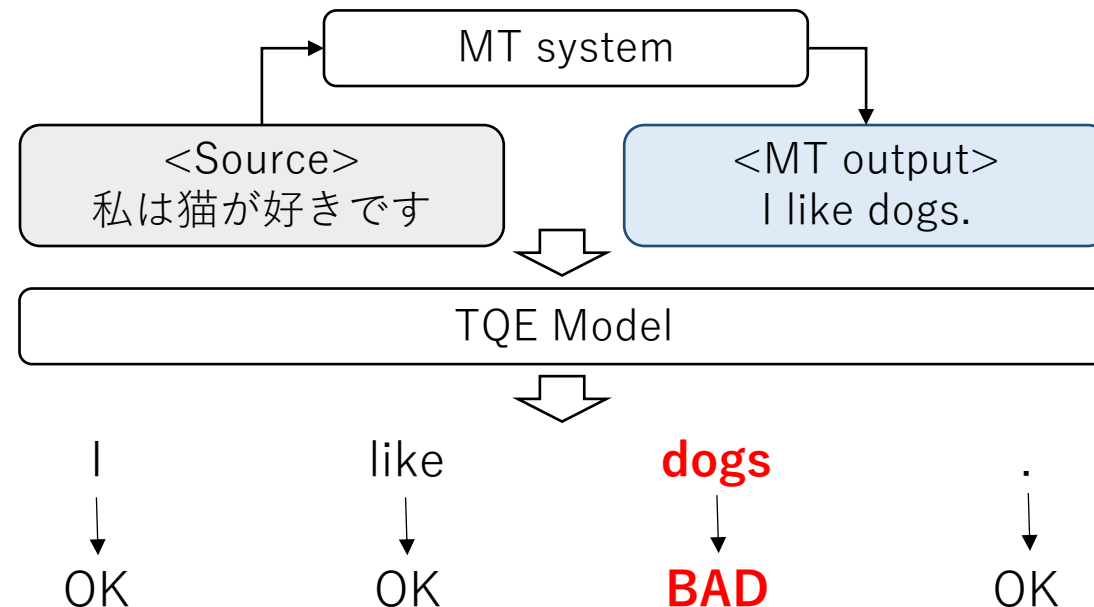 MT system
<Source>
私は猫が好きです
<MT output>
I like dogs.
TQE Model
I like dogs .
OK OK BAD OK